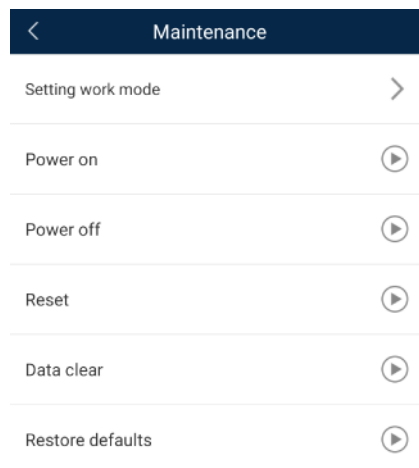 Maintenance
Setting work mode
Power on
Power off
Reset
Data clear
Restore defaults